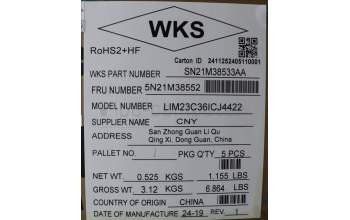 WKS
RoHS2+HF
Carton ID 2411252405110001
WKS PART NUMBER SN21M38533AA
FRU NUMBER 5N21M38552
MODEL NUMBER LIM23C36ICJ4422
SUPPLIER NAME CNY
ADDRESS San Zhong Guan Li Qu
Qing Xi, Dong Guan, China
PALLET / PKG Q'TY 5 PCS
NET WT. 0.525 KGS 1.155 LBS
GROSS WT. 3.12 KGS 6.864 LBS
COUNTRY OF ORIGIN CHINA
DATE OF MANUFACTURE 24-19 REV 1